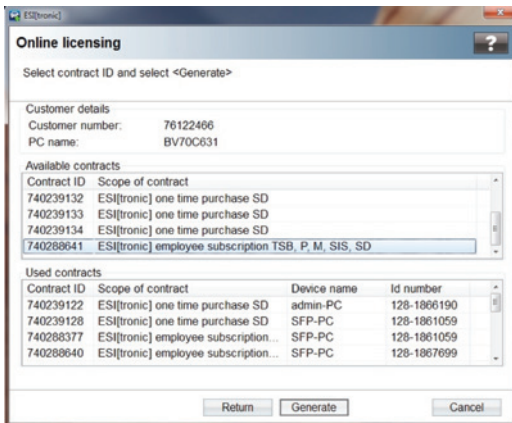 ESI[tronic]
Online licensing
?
Select contract ID and select <Generate>
Customer details
Customer number: 76122466
PC name: BV70C631
Available contracts
Contract ID Scope of contract
740239132 ESI[tronic] one time purchase SD
740239133 ESI[tronic] one time purchase SD
740239134 ESI[tronic] one time purchase SD
740288641 ESI[tronic] employee subscription TSB, P, M, SIS, SD
Used contracts
Contract ID Scope of contract Device name Id number
740239122 ESI[tronic] one time purchase SD admin-PC 128-1866190
740239128 ESI[tronic] one time purchase SD SFP-PC 128-1861059
740288377 ESI[tronic] employee subscription... SFP-PC 128-1861059
740288640 ESI[tronic] employee subscription... SFP-PC 128-1867699
Return Generate Cancel